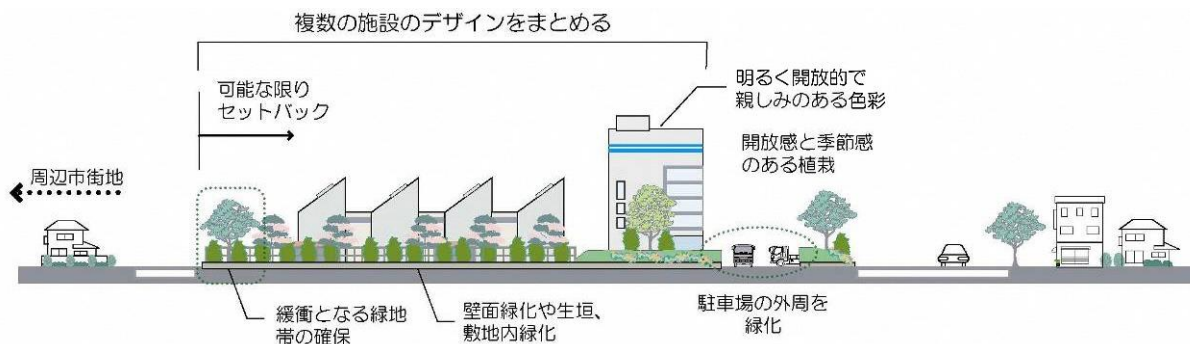 複数の施設のデザインをまとめる
可能な限り
セットバック
明るく開放的で
親しみのある色彩
開放感と季節感
のある植栽
周辺市街地
緩衝となる緑地
帯の確保
壁面緑化や生垣、
敷地内緑化
駐車場の外周を
緑化